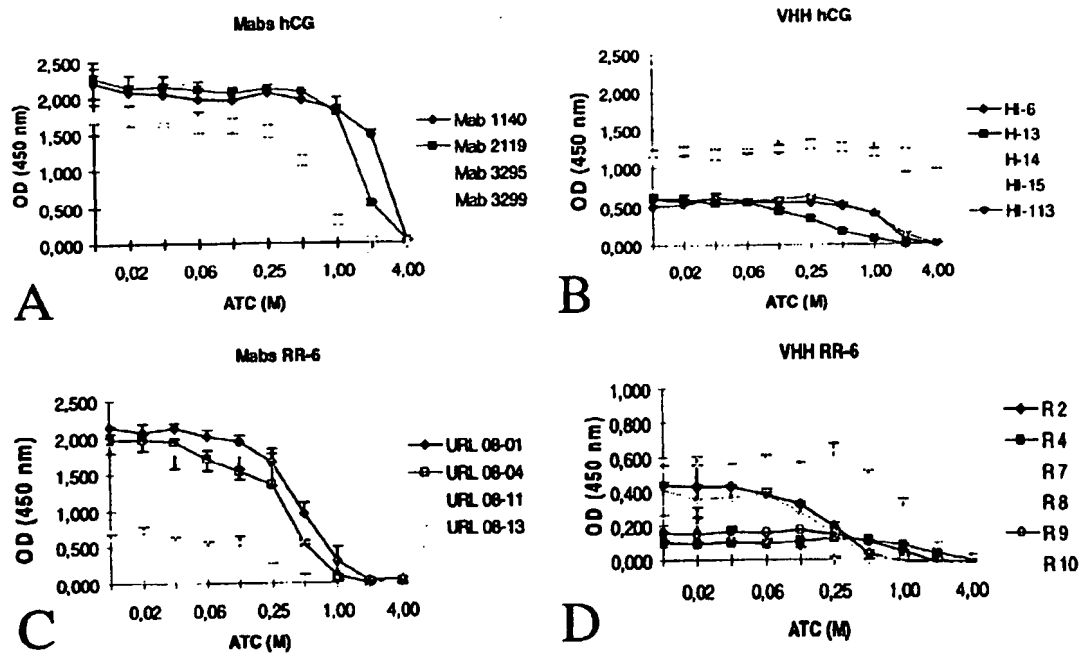 Mabs hCG
2,500
2,000
1,500
1,000
0,500
0,000
OD (450 nm)
0,02
0,06
0,25
1,00
4,00
ATC (M)
Mab 1140
Mab 2119
Mab 3295
Mab 3299
A
VHH hCG
2,500
2,000
1,500
1,000
0,500
0,000
OD (450 nm)
0,02
0,06
0,25
1,00
4,00
ATC (M)
HI-6
H-13
H-14
HI-15
HI-113
B
Mabs RR-6
2,500
2,000
1,500
1,000
0,500
0,000
OD (450 nm)
0,02
0,06
0,25
1,00
4,00
ATC (M)
URL 08-01
URL 08-04
URL 08-11
URL 08-13
C
VHH RR-6
1,000
0,800
0,600
0,400
0,200
0,000
OD (450 nm)
0,02
0,06
0,25
1,00
4,00
ATC (M)
R 2
R 4
R 7
R 8
R 9
R 10
D